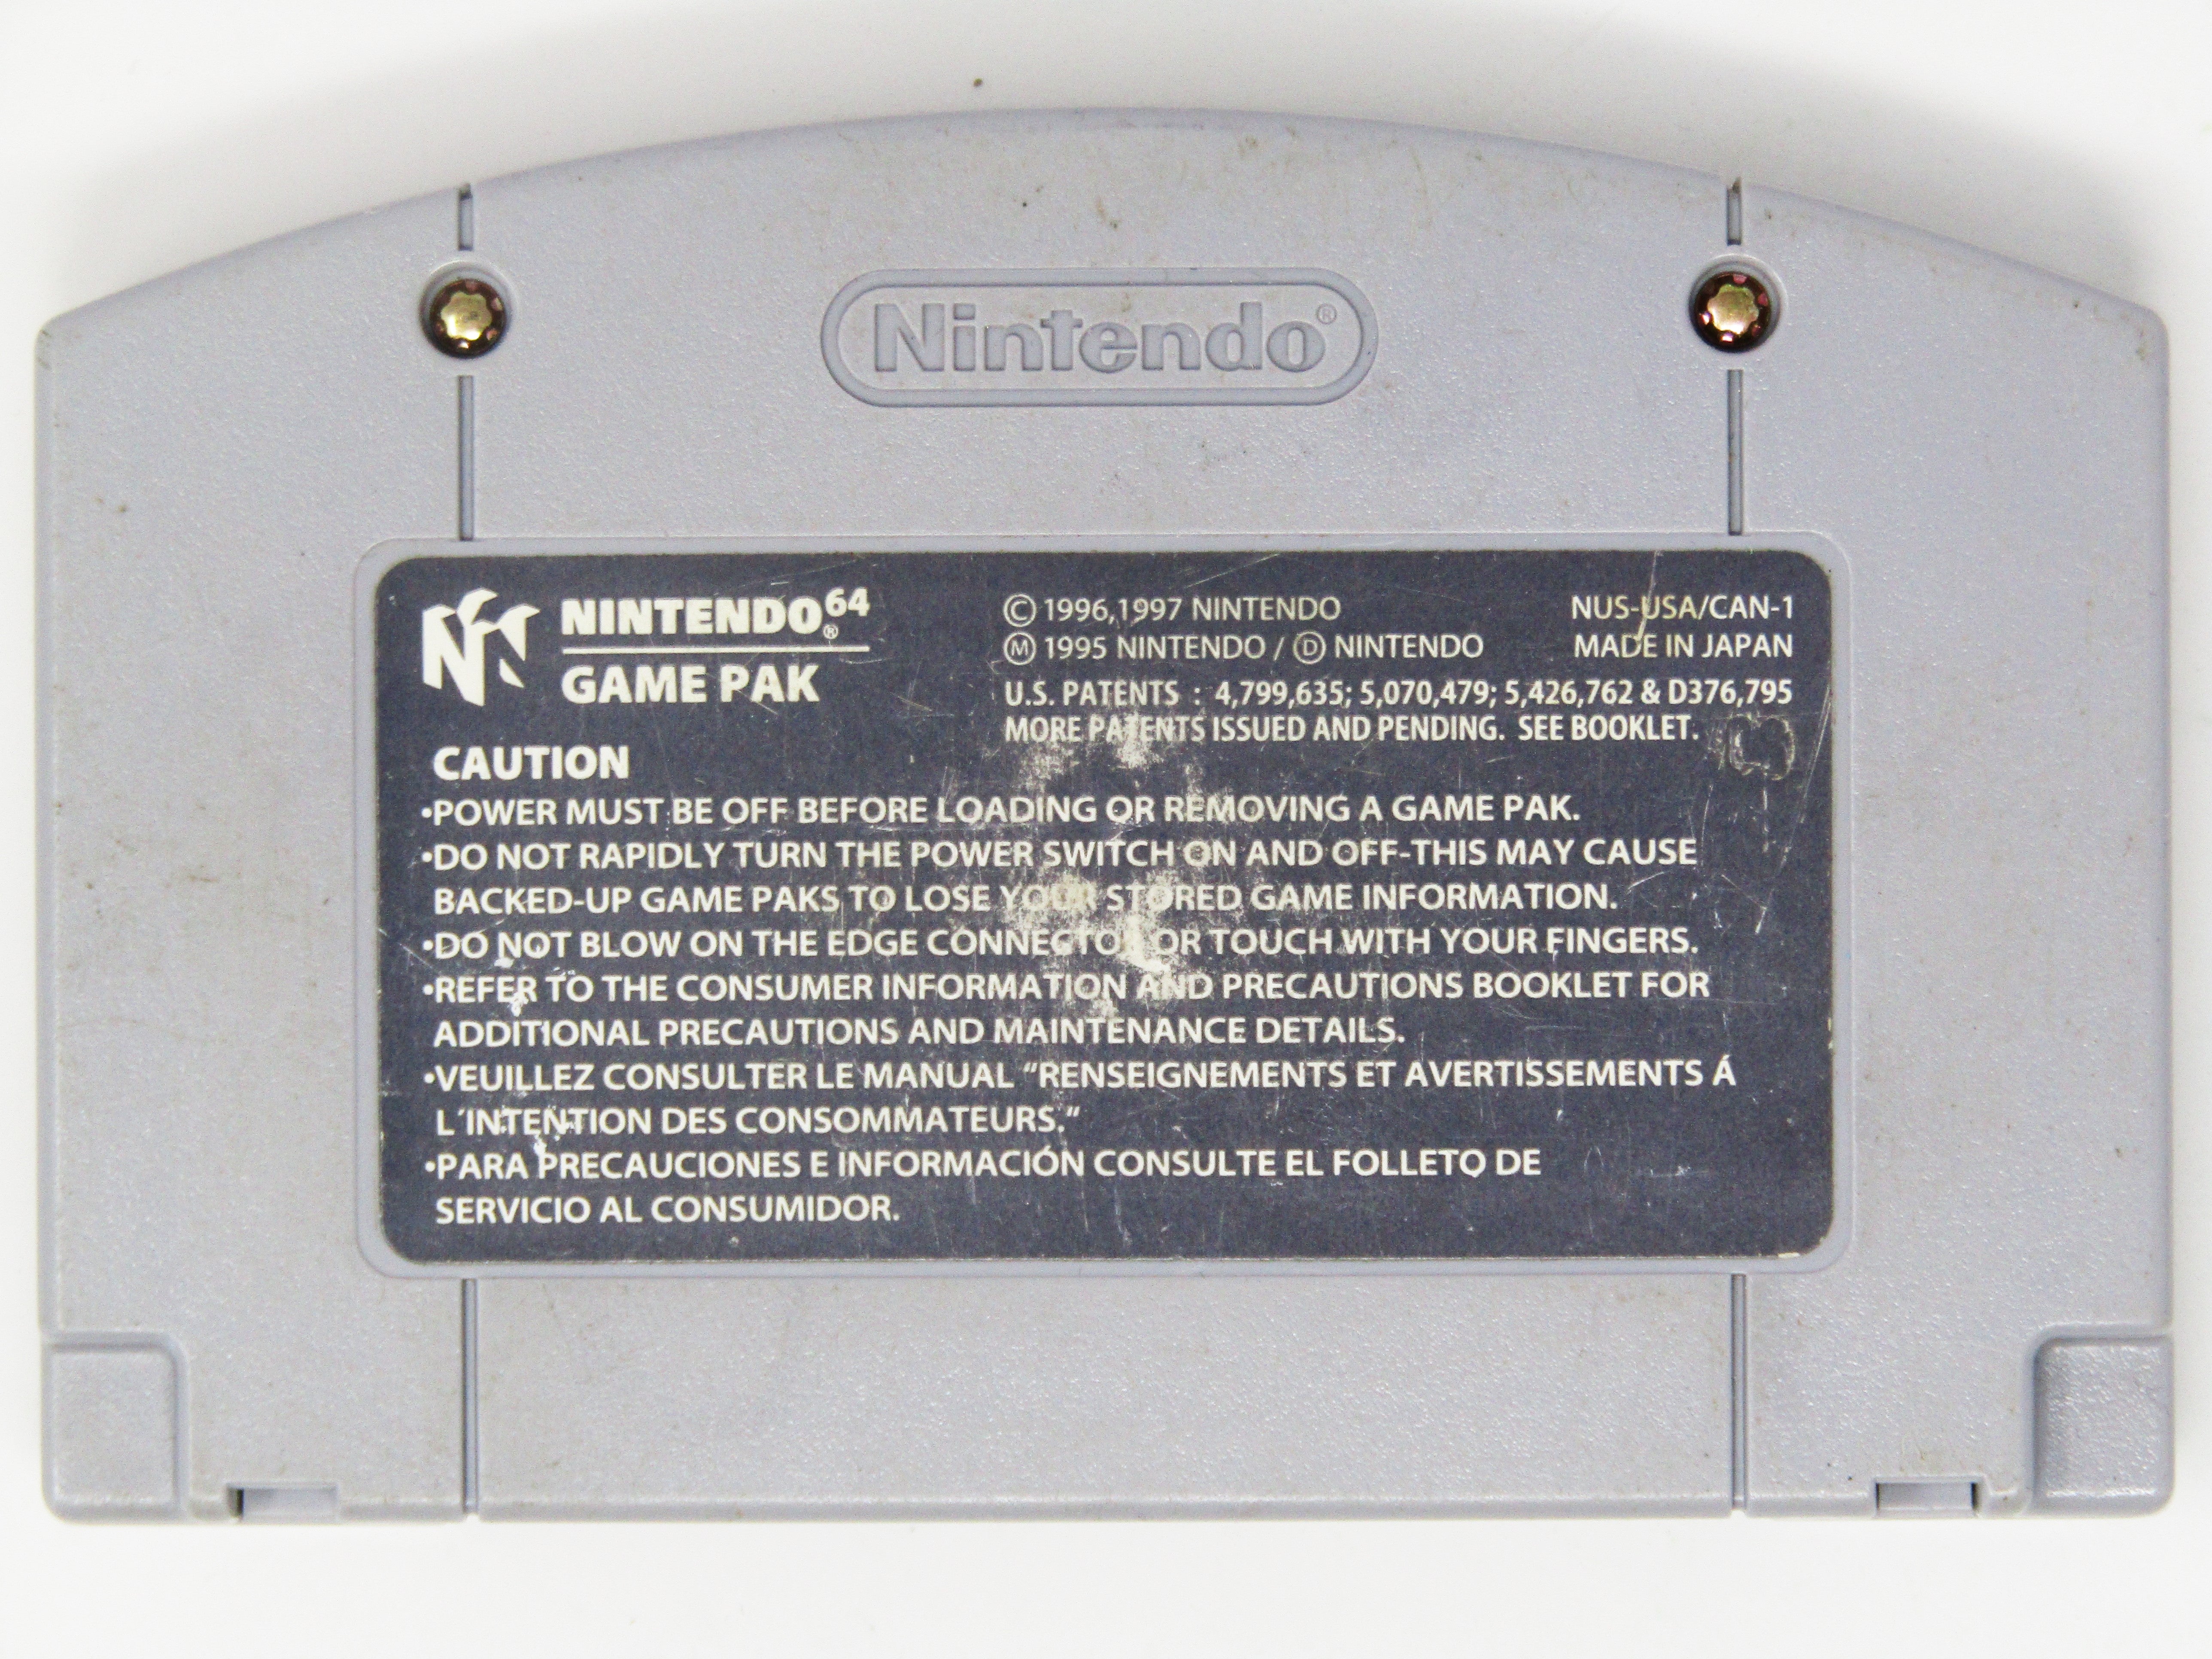 Nintendo®
NINTENDO®64
GAME PAK
© 1996,1997 NINTENDO
Ⓜ 1995 NINTENDO / Ⓓ NINTENDO
NUS-USA/CAN-1
MADE IN JAPAN
U.S. PATENTS : 4,799,635; 5,070,479; 5,426,762 & D376,795
MORE PATENTS ISSUED AND PENDING. SEE BOOKLET.
CAUTION
•POWER MUST BE OFF BEFORE LOADING OR REMOVING A GAME PAK.
•DO NOT RAPIDLY TURN THE POWER SWITCH ON AND OFF-THIS MAY CAUSE
BACKED-UP GAME PAKS TO LOSE YOUR STORED GAME INFORMATION.
•DO NOT BLOW ON THE EDGE CONNECTOR OR TOUCH WITH YOUR FINGERS.
•REFER TO THE CONSUMER INFORMATION AND PRECAUTIONS BOOKLET FOR
ADDITIONAL PRECAUTIONS AND MAINTENANCE DETAILS.
•VEUILLEZ CONSULTER LE MANUAL "RENSEIGNEMENTS ET AVERTISSEMENTS Á
L´INTENTION DES CONSOMMATEURS."
•PARA PRECAUCIONES E INFORMACIÓN CONSULTE EL FOLLETO DE
SERVICIO AL CONSUMIDOR.